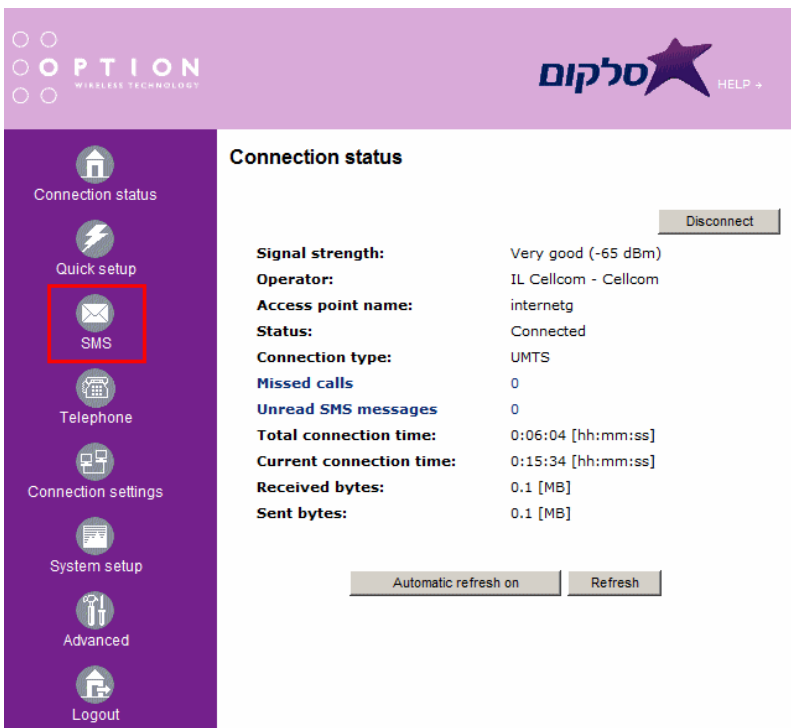 OPTION
WIRELESS TECHNOLOGY
סלקום
HELP →
Connection status
Quick setup
SMS
Telephone
Connection settings
System setup
Advanced
Logout
Connection status
Disconnect
Signal strength: Very good (-65 dBm)
Operator: IL Cellcom - Cellcom
Access point name: internetg
Status: Connected
Connection type: UMTS
Missed calls 0
Unread SMS messages 0
Total connection time: 0:06:04 [hh:mm:ss]
Current connection time: 0:15:34 [hh:mm:ss]
Received bytes: 0.1 [MB]
Sent bytes: 0.1 [MB]
Automatic refresh on Refresh